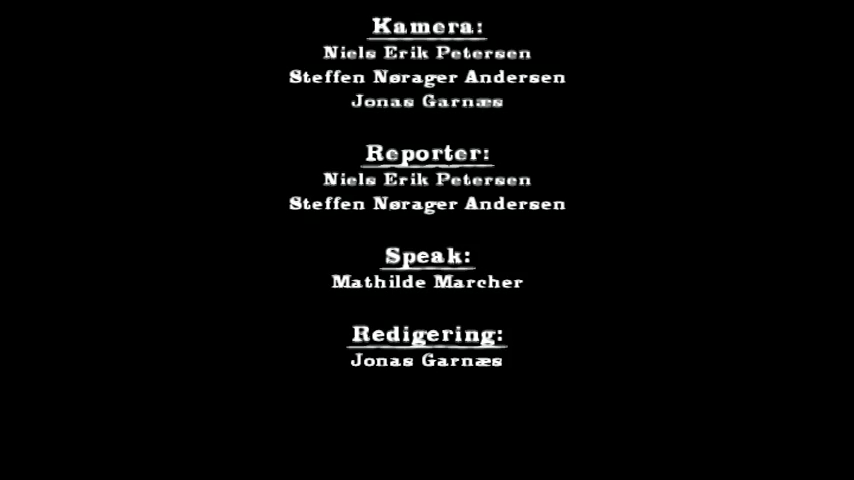 Kamera:
Niels Erik Petersen
Steffen Nørager Andersen
Jonas Garnæs
Reporter:
Niels Erik Petersen
Steffen Nørager Andersen
Speak:
Mathilde Marcher
Redigering:
Jonas Garnæs